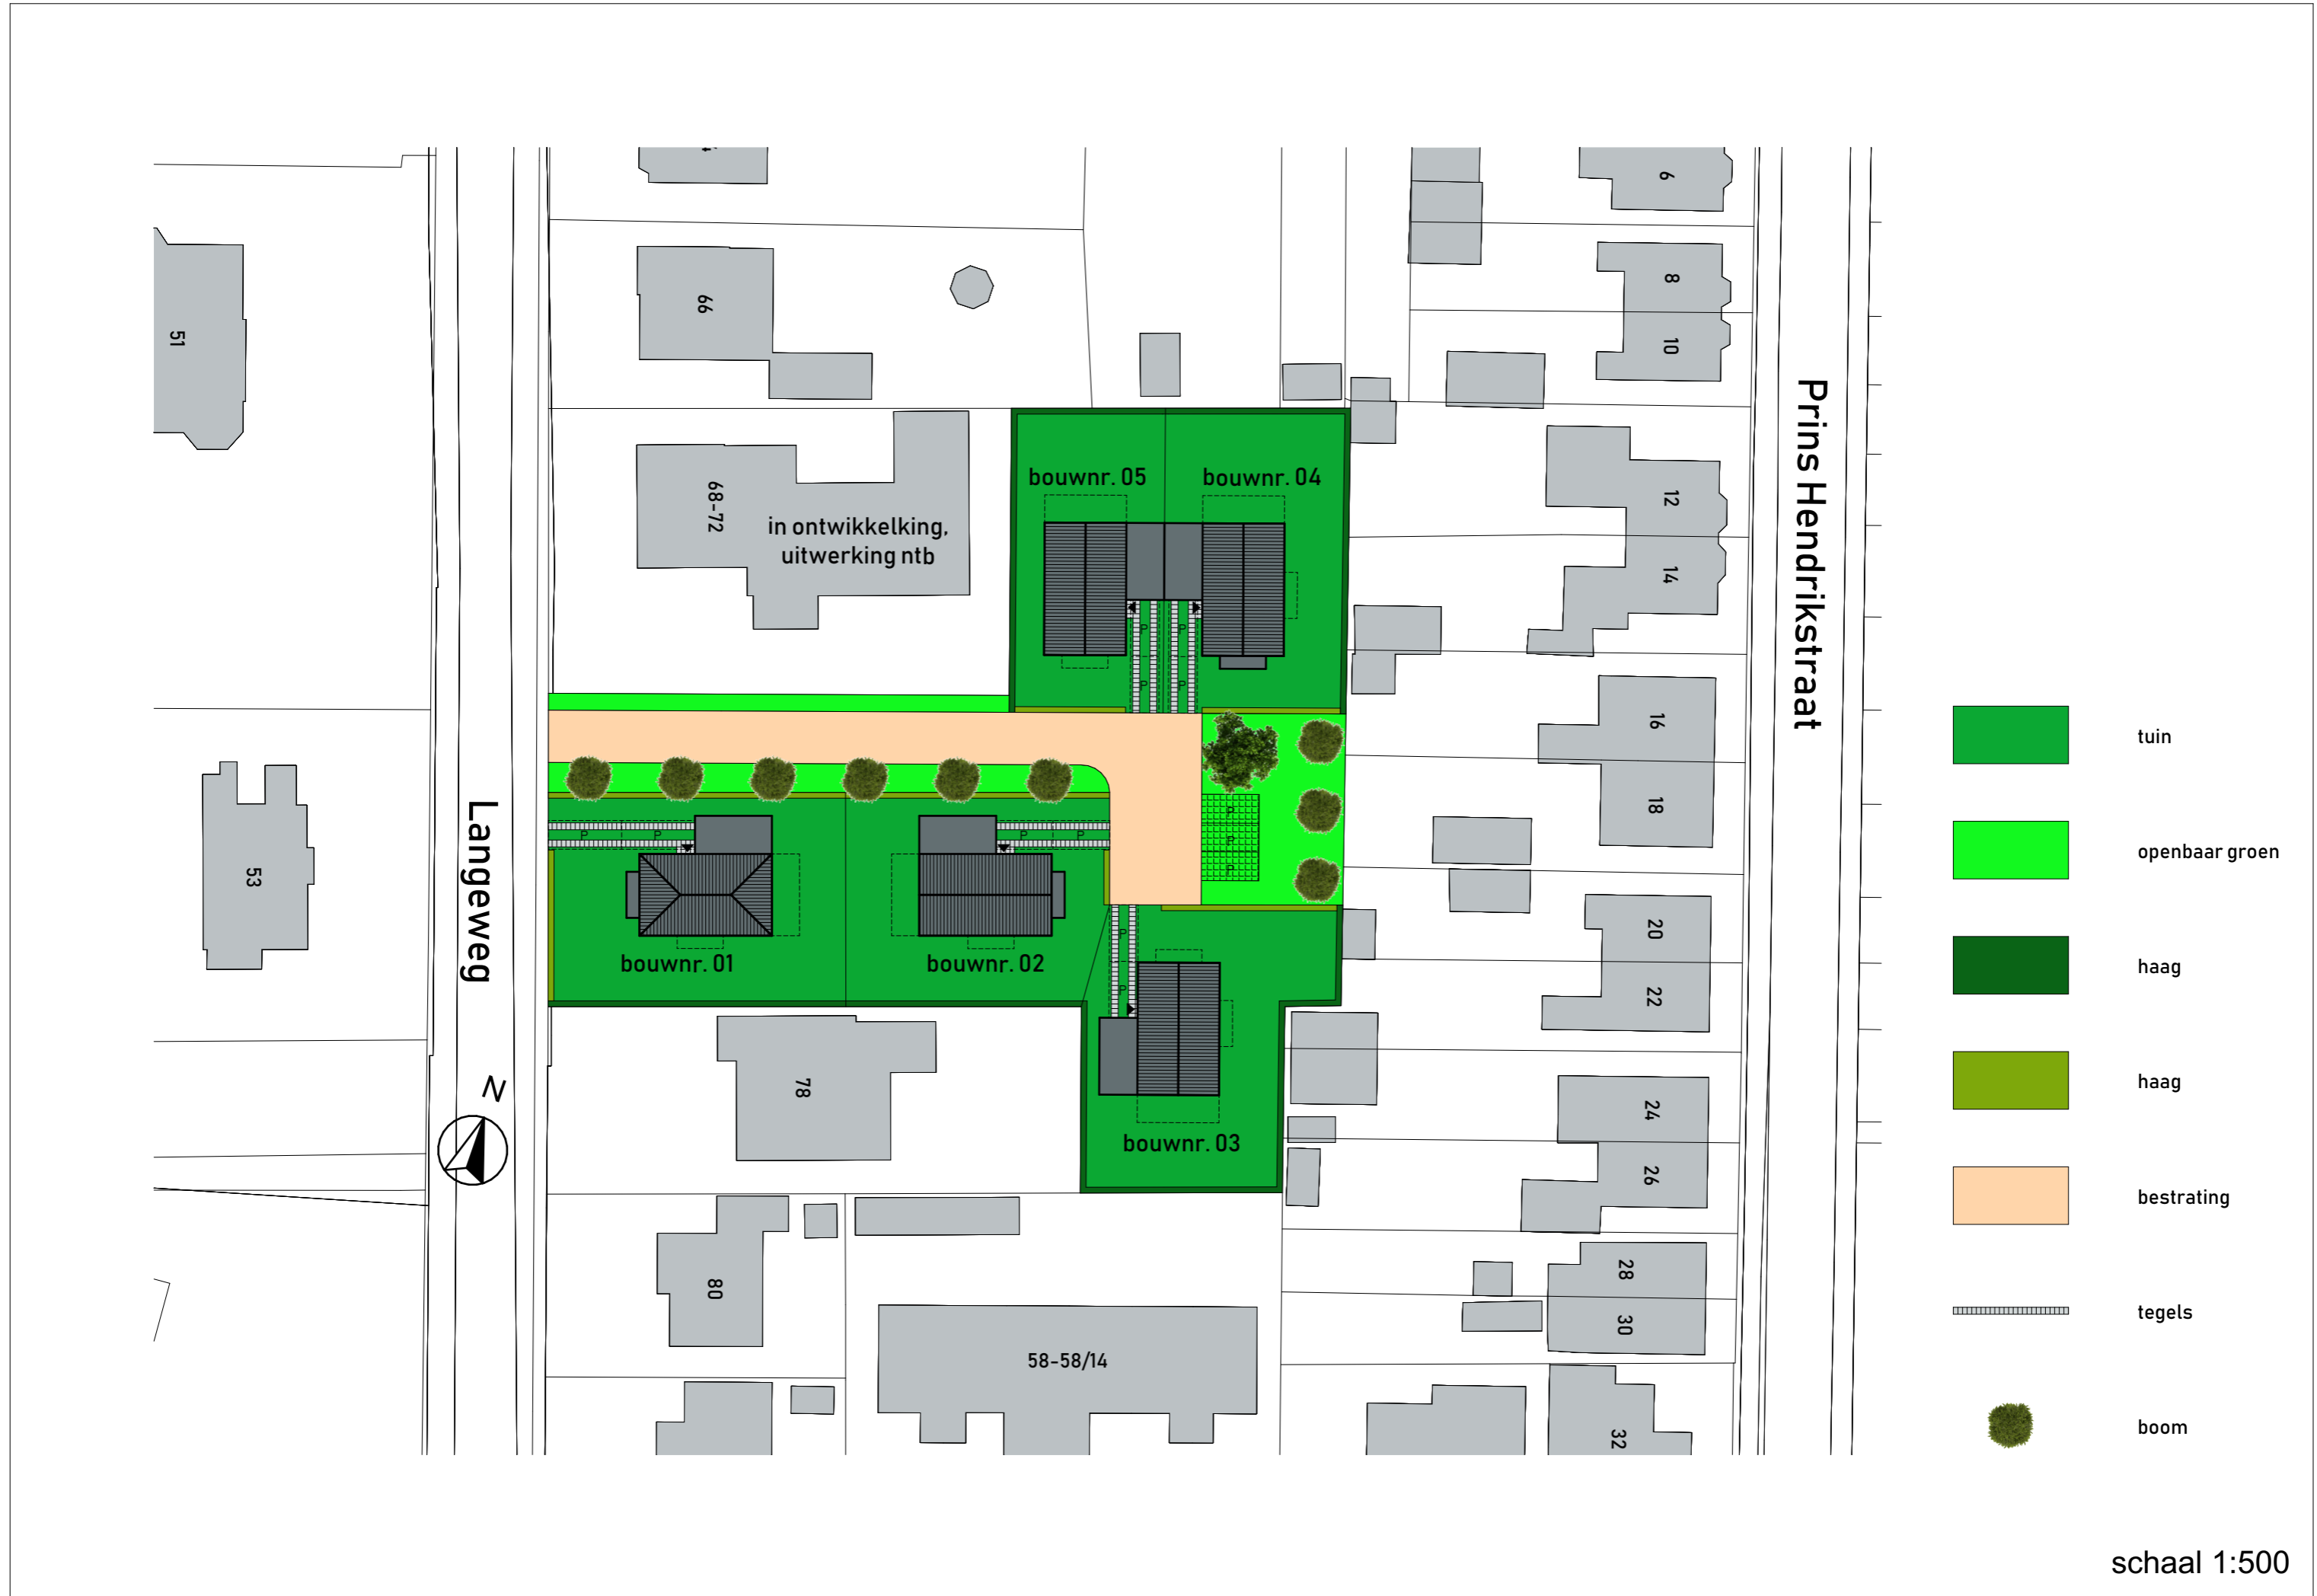 6
66
51
8
10
Prins Hendrikstraat
bouwnr. 05
bouwnr. 04
68-72
in ontwikkelking,
uitwerking ntb
12
14
P
P
P
P
16
18
tuin
Langeweg
P
P
P
P
P
P
P
openbaar groen
53
bouwnr. 01
bouwnr. 02
P
P
20
22
haag
N
78
bouwnr. 03
24
26
haag
bestrating
80
28
30
tegels
58-58/14
32
boom
schaal 1:500